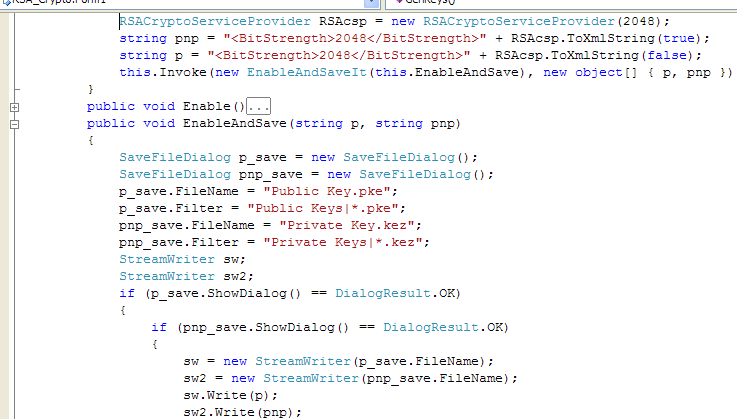 RSACryptoServiceProvider RSAcsp = new RSACryptoServiceProvider(2048);
string pnp = "<BitStrength>2048</BitStrength>" + RSAcsp.ToXmlString(true);
string p = "<BitStrength>2048</BitStrength>" + RSAcsp.ToXmlString(false);
this.Invoke(new EnableAndSaveIt(this.EnableAndSave), new object[] { p, pnp })
}
public void Enable()...
public void EnableAndSave(string p, string pnp)
{
SaveFileDialog p_save = new SaveFileDialog();
SaveFileDialog pnp_save = new SaveFileDialog();
p_save.FileName = "Public Key.pke";
p_save.Filter = "Public Keys|*.pke";
pnp_save.FileName = "Private Key.kez";
pnp_save.Filter = "Private Keys|*.kez";
StreamWriter sw;
StreamWriter sw2;
if (p_save.ShowDialog() == DialogResult.OK)
{
if (pnp_save.ShowDialog() == DialogResult.OK)
{
sw = new StreamWriter(p_save.FileName);
sw2 = new StreamWriter(pnp_save.FileName);
sw.Write(p);
sw2.Write(pnp);